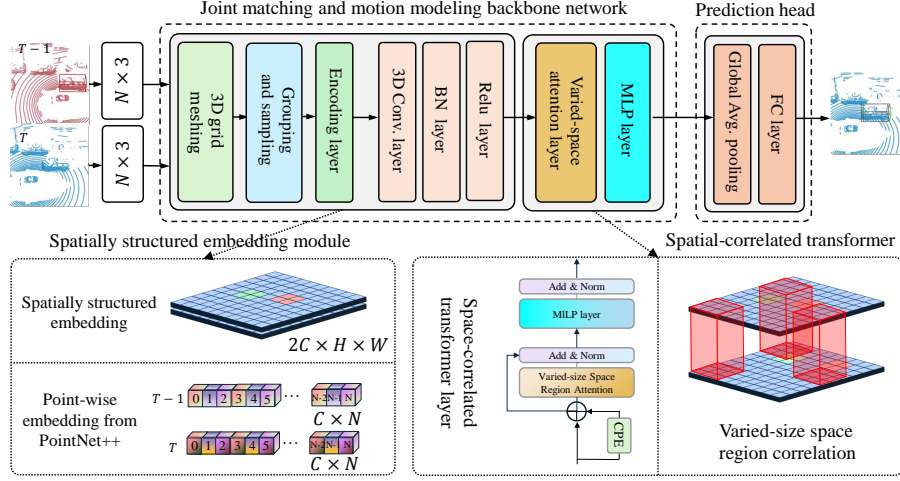 Joint matching and motion modeling backbone network
Prediction head
T − 1
T
N × 3
N × 3
3D grid
meshing
Grouping
and sampling
Encoding layer
3D Conv. layer
BN layer
Relu layer
Varied-space
attention layer
MLP layer
Global Avg. pooling
FC layer
Spatially structured embedding module
Spatial-correlated transformer
Spatially structured
embedding
2C × H × W
Point-wise
embedding from
PointNet++
T − 1
0 1 2 3 4 5 ··· N-2 N-1 N
C × N
T
0 1 2 3 4 5 ··· N-2 N- N
C × N
Space-correlated
transformer layer
Add & Norm
MlLP layer
Add & Norm
Varied-size Space
Region Attention
CPE
Varied-size space
region correlation